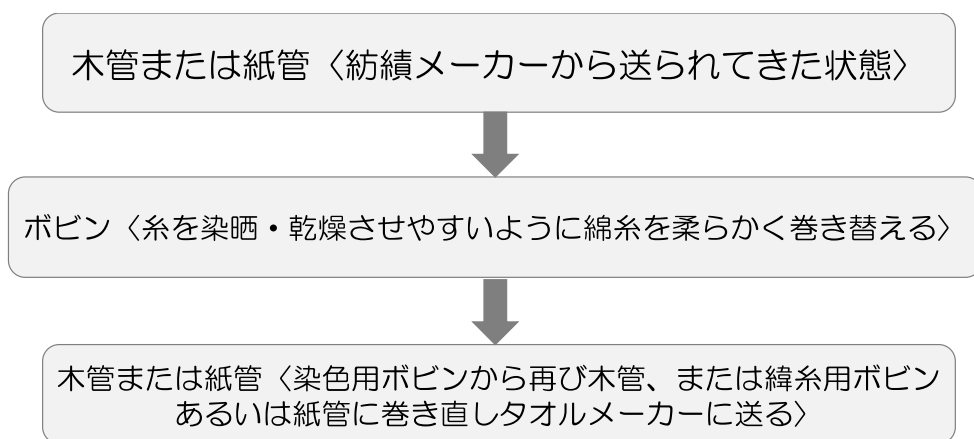 木管または紙管〈紡績メーカーから送られてきた状態〉
ボビン〈糸を染晒・乾燥させやすいように綿糸を柔らかく巻き替える〉
木管または紙管〈染色用ボビンから再び木管、または緯糸用ボビン
あるいは紙管に巻き直しタオルメーカーに送る〉